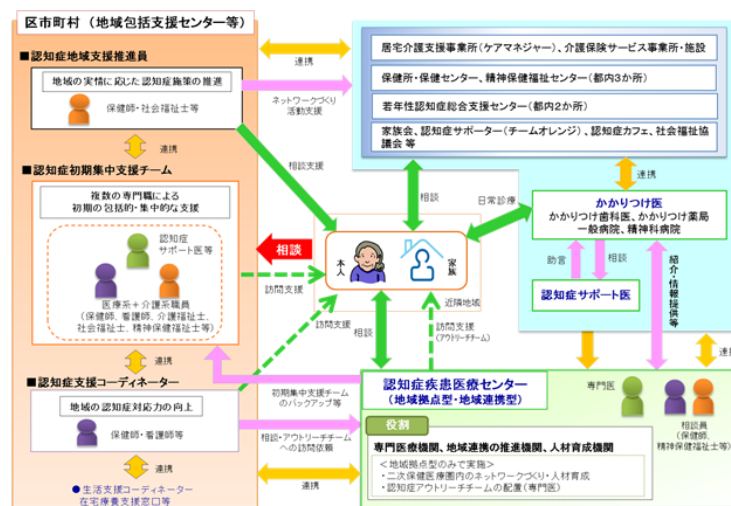 区市町村 (地域包括支援センター等)
■認知症地域支援推進員
地域の実情に応じた認知症施策の推進
保健師・社会福祉士等
連携
■認知症初期集中支援チーム
複数の専門職による
初期の包括的・集中的な支援
認知症
サポート医等
医療系+介護系職員
(保健師、看護師、介護福祉士、
社会福祉士、精神保健福祉士等)
連携
■認知症支援コーディネーター
地域の認知症対応力の向上
保健師・看護師等
連携
●生活支援コーディネーター
在宅療養支援窓口等
連携
ネットワークづくり
活動支援
相談支援
相談
訪問支援
訪問支援
初期集中支援チーム
のバックアップ等
相談・アウトリーチチーム
への訪問依頼
連携
居宅介護支援事業所(ケアマネジャー)、介護保険サービス事業所・施設
保健所・保健センター、精神保健福祉センター(都内3か所)
若年性認知症総合支援センター(都内2か所)
家族会、認知症サポーター(チームオレンジ)、認知症カフェ、社会福祉協
議会 等
相談
日常診療
連携
本人
家族
近隣地域
相談
訪問支援
(アウトリーチチーム)
かかりつけ医
かかりつけ歯科医、かかりつけ薬局
一般病院、精神科病院
助言
相談
認知症サポート医
紹介・情報提供等
連携
認知症疾患医療センター
(地域拠点型・地域連携型)
専門医
相談員
(保健師、
精神保健福祉士等)
役割
専門医療機関、地域連携の推進機関、人材育成機関
<地域拠点型のみで実施>
・二次保健医療圏内のネットワークづくり・人材育成
・認知症アウトリーチチームの配置(専門医)